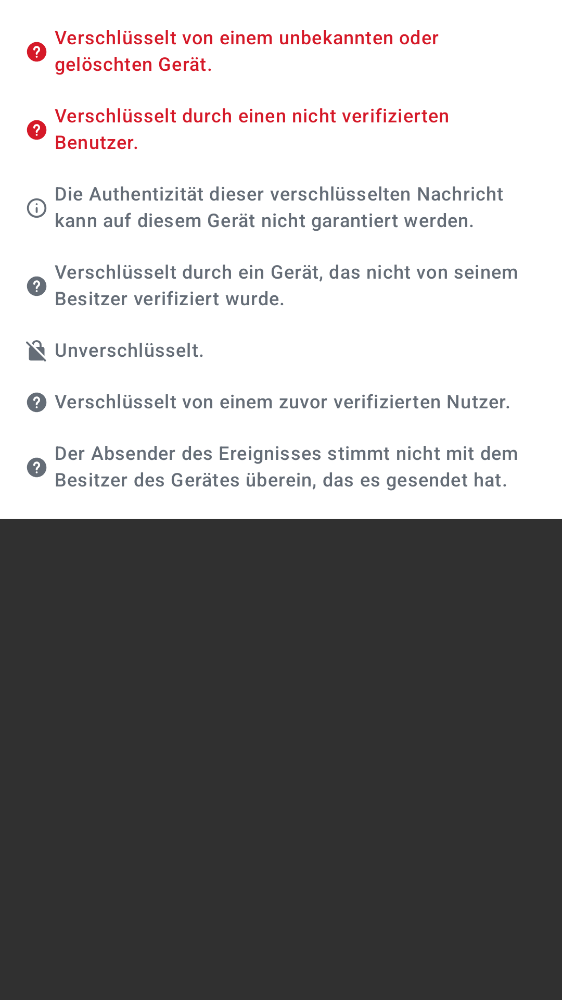 Verschlüsselt von einem unbekannten oder
gelöschten Gerät.
Verschlüsselt durch einen nicht verifizierten
Benutzer.
Die Authentizität dieser verschlüsselten Nachricht
kann auf diesem Gerät nicht garantiert werden.
Verschlüsselt durch ein Gerät, das nicht von seinem
Besitzer verifiziert wurde.
Unverschlüsselt.
Verschlüsselt von einem zuvor verifizierten Nutzer.
Der Absender des Ereignisses stimmt nicht mit dem
Besitzer des Gerätes überein, das es gesendet hat.